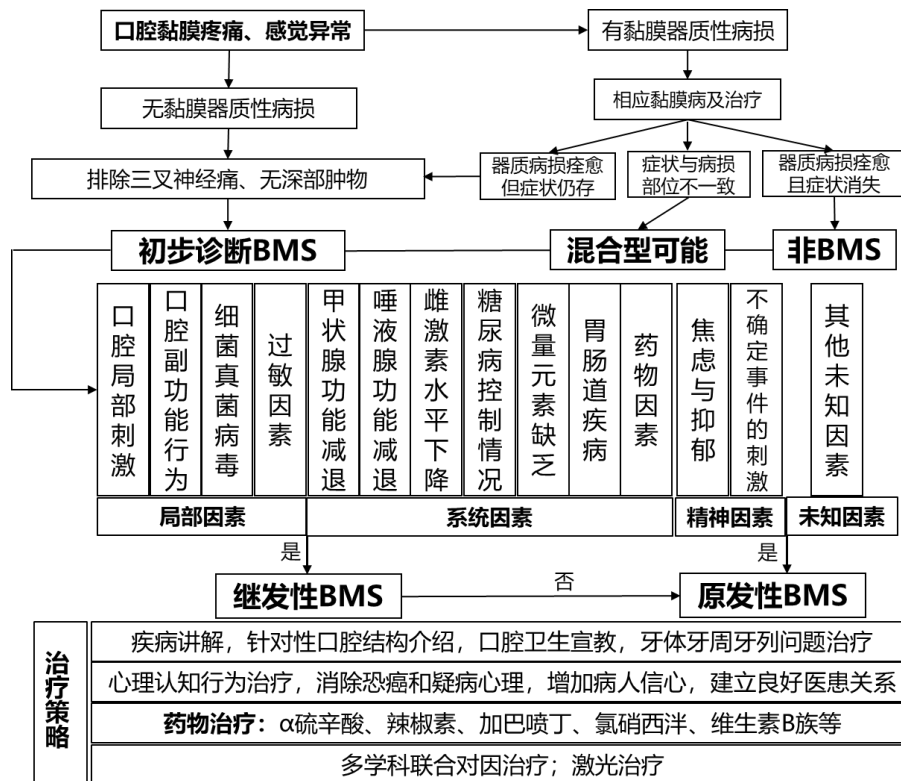 口腔黏膜疼痛、感觉异常
有黏膜器质性病损
无黏膜器质性病损
相应黏膜病及治疗
排除三叉神经痛、无深部肿物
器质病损痊愈
但症状仍存
症状与病损
部位不一致
器质病损痊愈
且症状消失
初步诊断BMS
混合型可能
非BMS
口腔局部刺激
口腔副功能行为
细菌真菌病毒
过敏因素
甲状腺功能减退
唾液腺功能减退
雌激素水平下降
糖尿病控制情况
微量元素缺乏
胃肠道疾病
药物因素
焦虑与抑郁
不确定事件的刺激
其他未知因素
局部因素
系统因素
精神因素
未知因素
是
是
继发性BMS
否
原发性BMS
治疗策略
疾病讲解，针对性口腔结构介绍，口腔卫生宣教，牙体牙周牙列问题治疗
心理认知行为治疗，消除恐癌和疑病心理，增加病人信心，建立良好医患关系
药物治疗：α硫辛酸、辣椒素、加巴喷丁、氯硝西泮、维生素B族等
多学科联合对因治疗；激光治疗